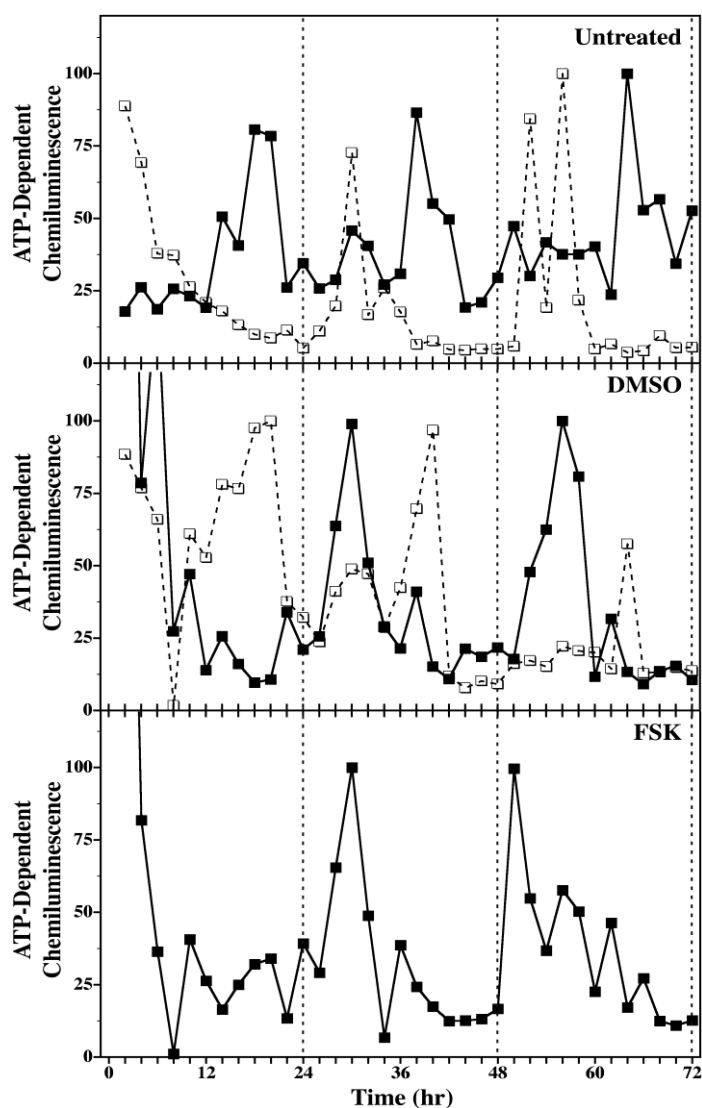 Untreated
ATP-Dependent
Chemiluminescence
100
75
50
25
0
DMSO
ATP-Dependent
Chemiluminescence
100
75
50
25
0
FSK
ATP-Dependent
Chemiluminescence
100
75
50
25
0
0 12 24 36 48 60 72
Time (hr)